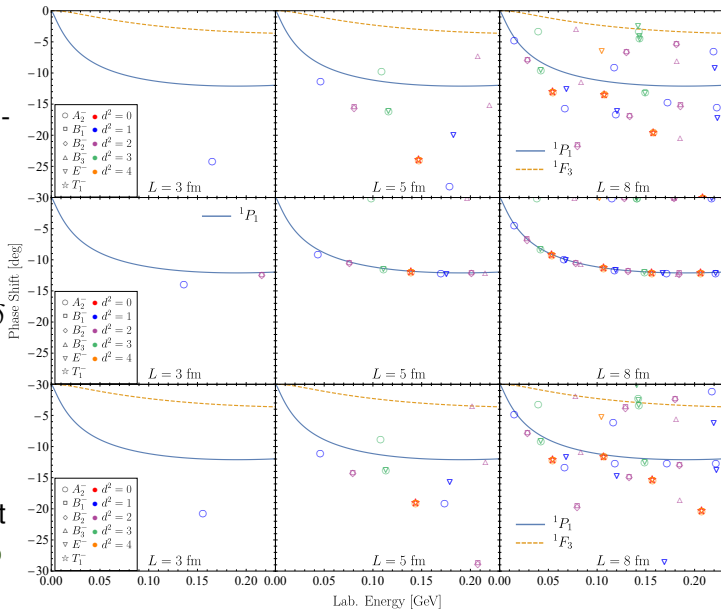 0
−5
−10
−15
−20
−25
−30
A₂⁻ d² = 0
B₁⁻ d² = 1
B₂⁻ d² = 2
B₃⁻ d² = 3
E⁻ d² = 4
T₁⁻
L = 3 fm
L = 5 fm
¹P₁
¹F₃
L = 8 fm
-
Phase Shift [deg]
−5
−10
−15
−20
−25
−30
¹P₁
A₂⁻ d² = 0
B₁⁻ d² = 1
B₂⁻ d² = 2
B₃⁻ d² = 3
E⁻ d² = 4
T₁⁻
L = 3 fm
L = 5 fm
L = 8 fm
−5
−10
−15
−20
−25
−30
A₂⁻ d² = 0
B₁⁻ d² = 1
B₂⁻ d² = 2
B₃⁻ d² = 3
E⁻ d² = 4
T₁⁻
L = 3 fm
L = 5 fm
¹P₁
¹F₃
L = 8 fm
t
0.00 0.05 0.10 0.15 0.20 0.00 0.05 0.10 0.15 0.20 0.00 0.05 0.10 0.15 0.20
Lab. Energy [GeV]